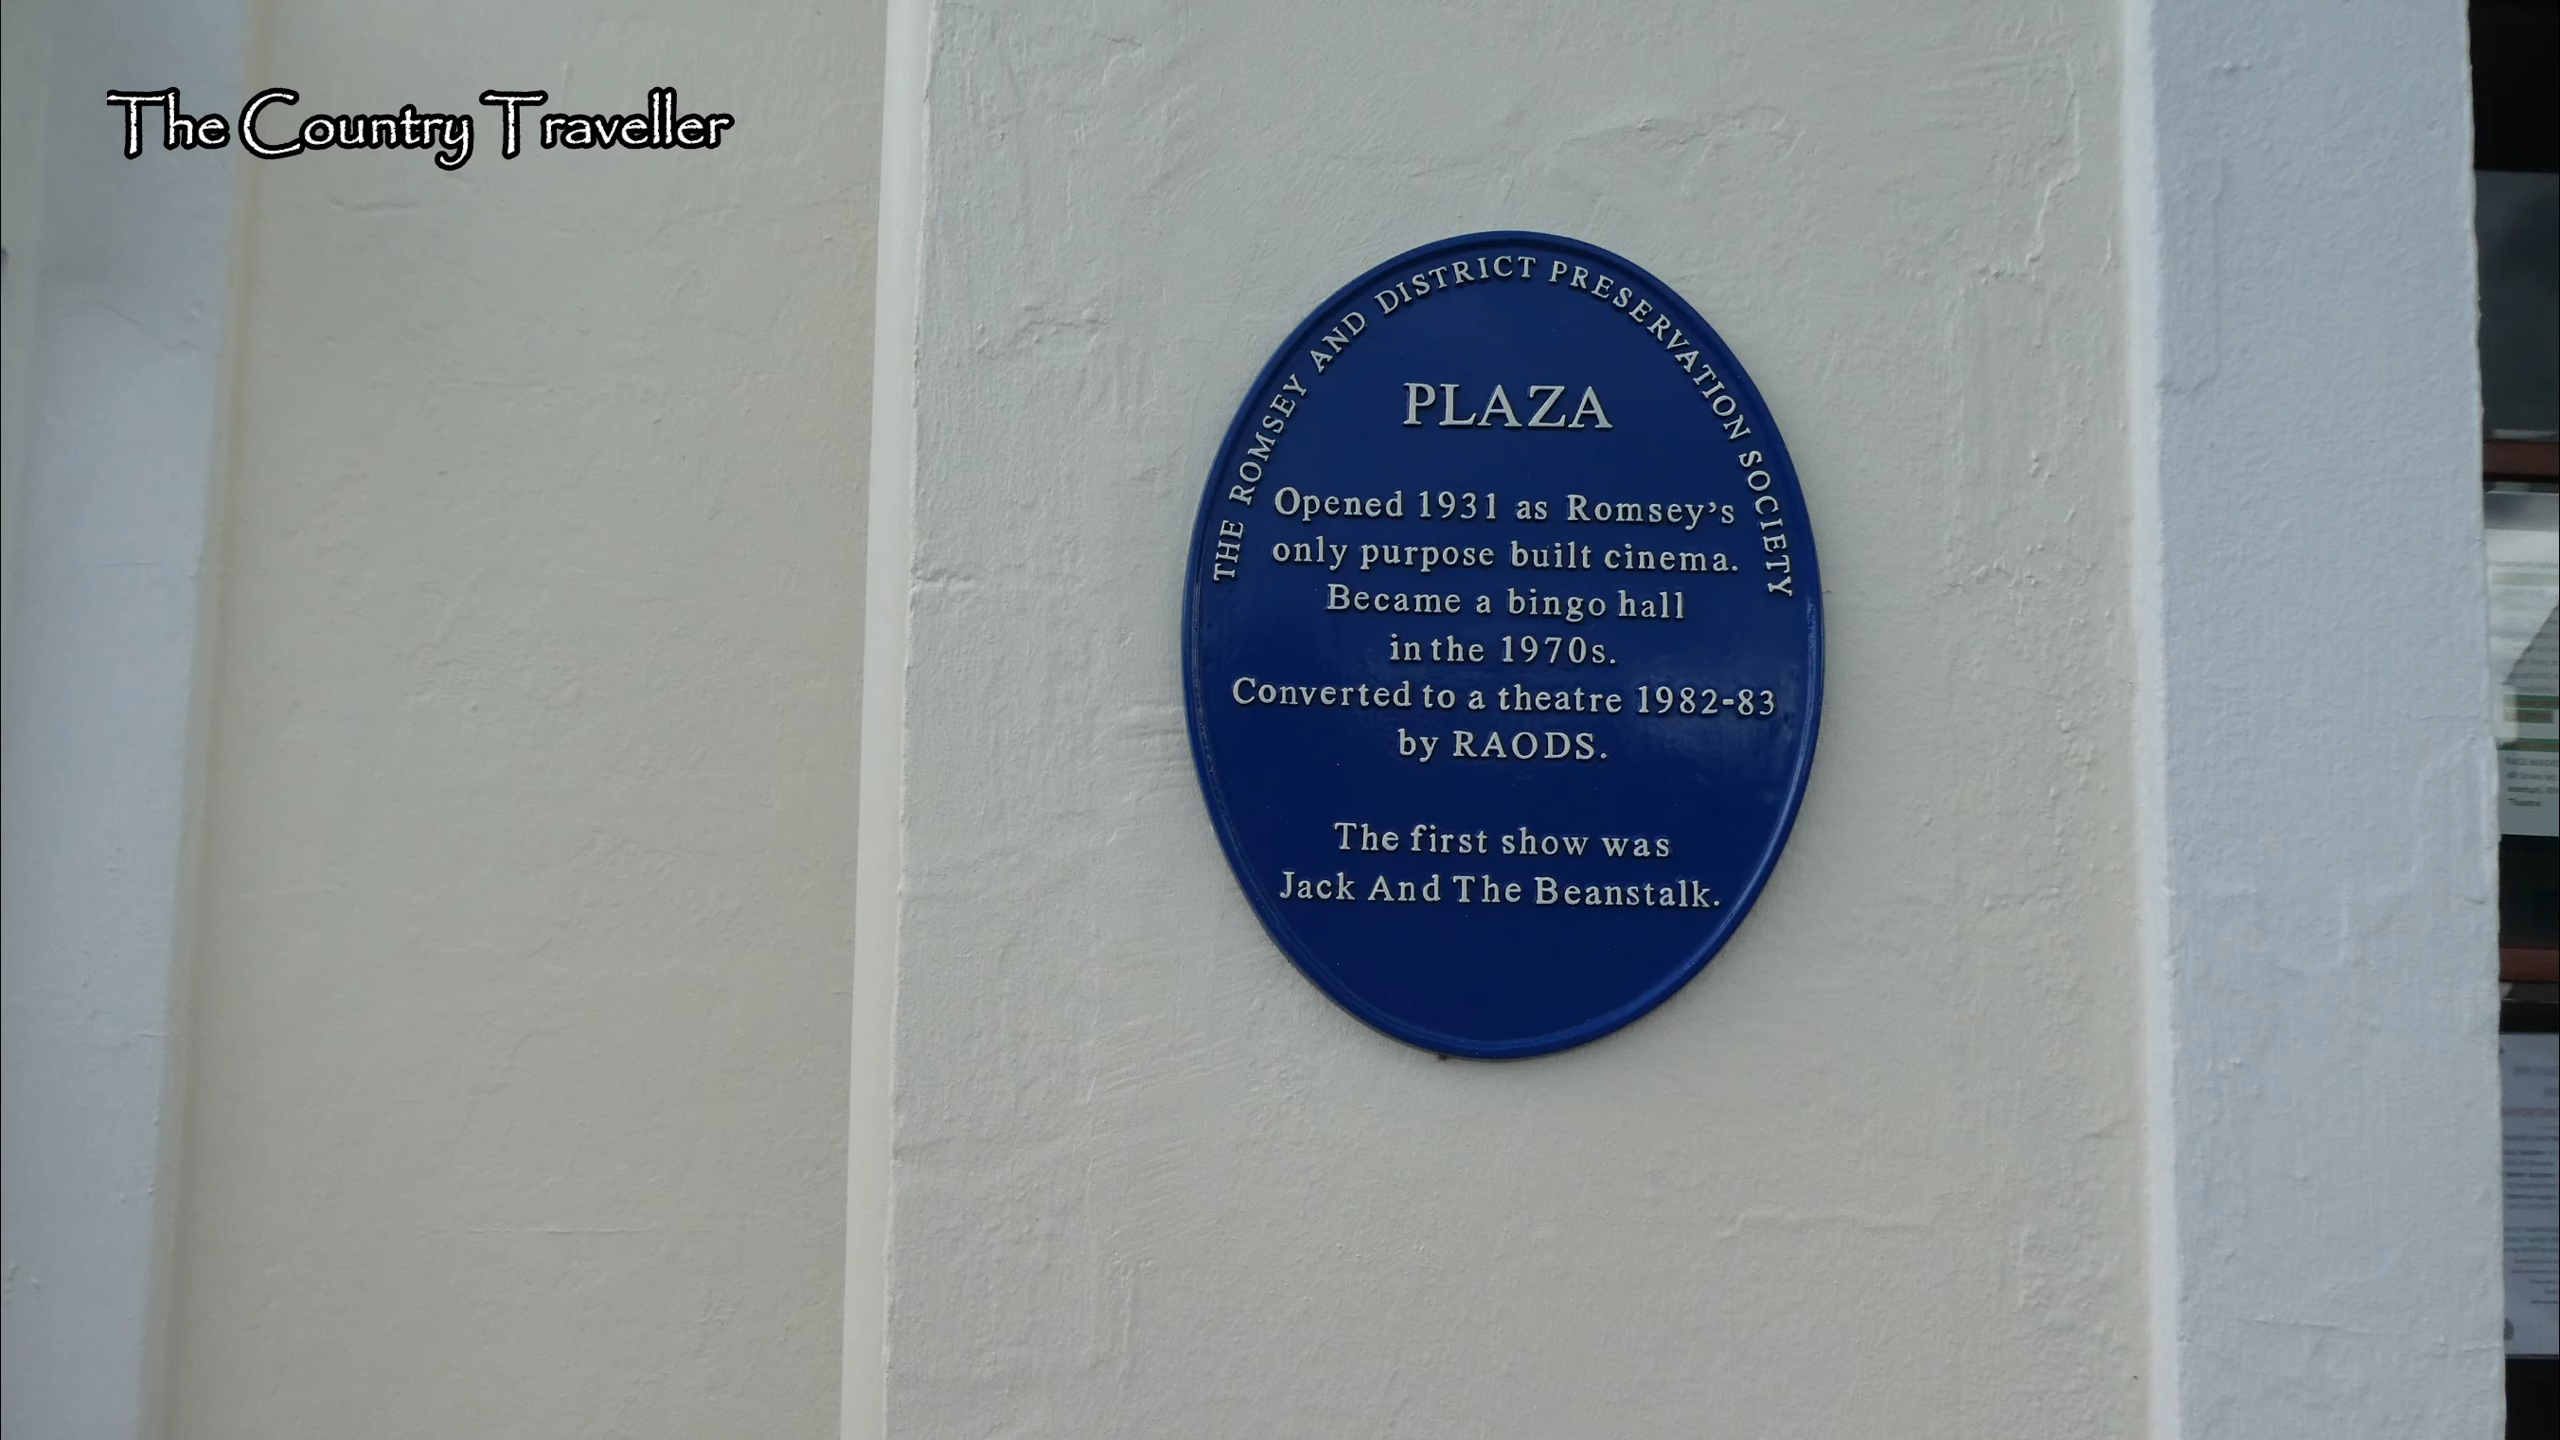 The Country Traveller
THE ROMSEY AND DISTRICT PRESERVATION SOCIETY
PLAZA
Opened 1931 as Romsey's
only purpose built cinema.
Became a bingo hall
in the 1970s.
Converted to a theatre 1982-83
by RAODS.
The first show was
Jack And The Beanstalk.